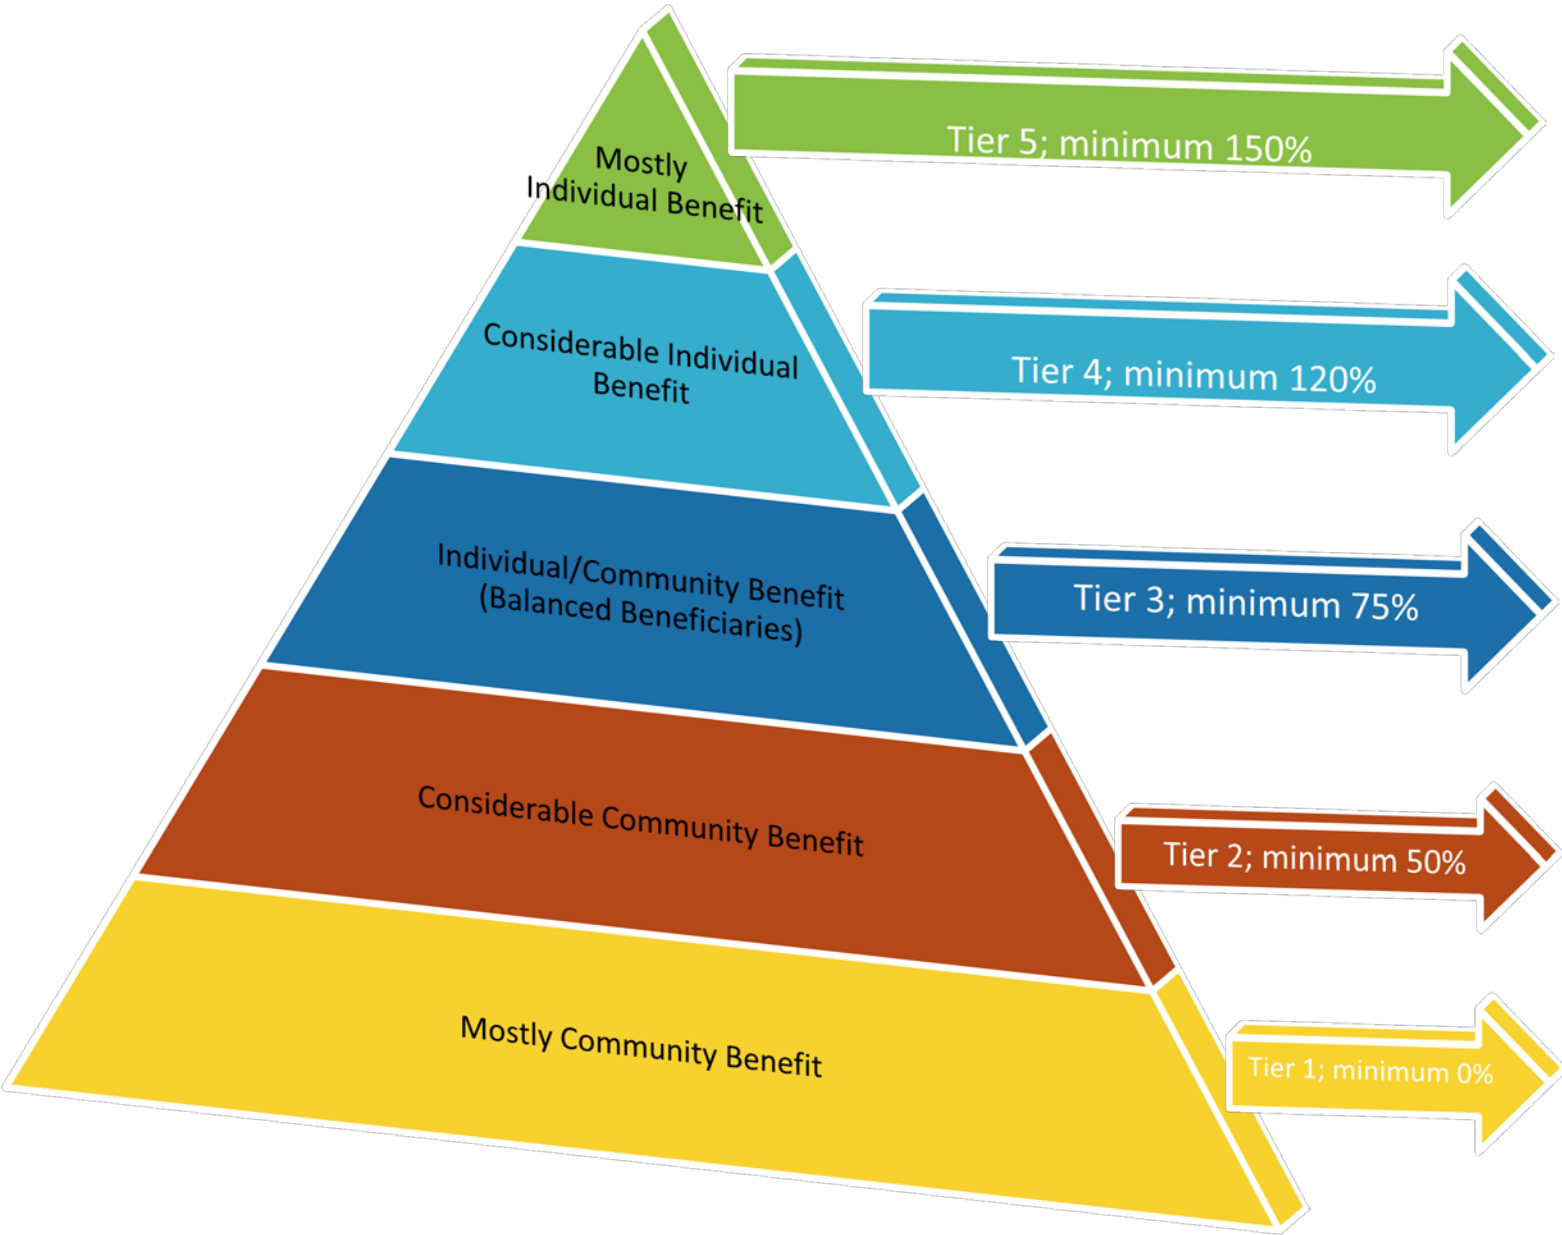 Mostly
Individual Benefit
Tier 5; minimum 150%
Considerable Individual
Benefit
Tier 4; minimum 120%
Individual/Community Benefit
(Balanced Beneficiaries)
Tier 3; minimum 75%
Considerable Community Benefit
Tier 2; minimum 50%
Mostly Community Benefit
Tier 1; minimum 0%